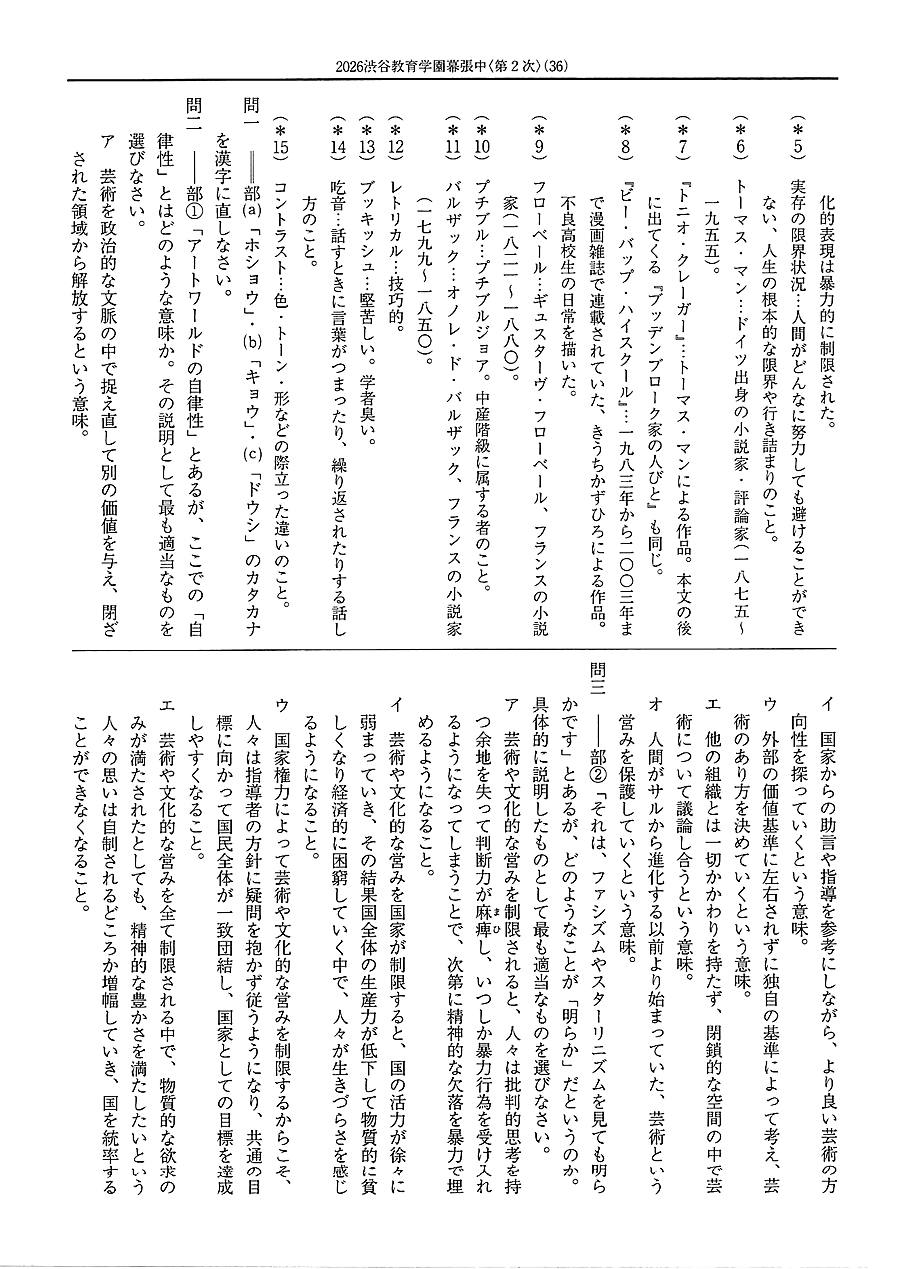 2026渋谷教育学園幕張中〈第2次〉(36)
化的表現は暴力的に制限された。
(＊5) 実存の限界状況…人間がどんなに努力しても避けることができ
ない、人生の根本的な限界や行き詰まりのこと。
(＊6) トーマス・マン…ドイツ出身の小説家・評論家(一八七五～
一九五五)。
(＊7) 『トニオ・クレーガー』…トーマス・マンによる作品。本文の後
に出てくる『ブッデンブローク家の人びと』も同じ。
(＊8) 『ビー・バップ・ハイスクール』…一九八三年から二〇〇三年ま
で漫画雑誌で連載されていた、きうちかずひろによる作品。
不良高校生の日常を描いた。
(＊9) フローベール…ギュスターヴ・フローベール、フランスの小説
家(一八二一～一八八〇)。
(＊10) プチブル…プチブルジョア。中産階級に属する者のこと。
(＊11) バルザック…オノレ・ド・バルザック、フランスの小説家
(一七九九～一八五〇)。
(＊12) レトリカル…技巧的。
(＊13) ブッキッシュ…堅苦しい。学者臭い。
(＊14) 吃音…話すときに言葉がつまったり、繰り返されたりする話し
方のこと。
(＊15) コントラスト…色・トーン・形などの際立った違いのこと。
問一 ＝＝部(a)「ホショウ」・(b)「キョウ」・(c)「ドウシ」のカタカナ
を漢字に直しなさい。
問二 ――部①「アートワールドの自律性」とあるが、ここでの「自
律性」とはどのような意味か。その説明として最も適当なものを
選びなさい。
ア 芸術を政治的な文脈の中で捉え直して別の価値を与え、閉ざ
された領域から解放するという意味。
イ 国家からの助言や指導を参考にしながら、より良い芸術の方
向性を探っていくという意味。
ウ 外部の価値基準に左右されずに独自の基準によって考え、芸
術のあり方を決めていくという意味。
エ 他の組織とは一切かかわりを持たず、閉鎖的な空間の中で芸
術について議論し合うという意味。
オ 人間がサルから進化する以前より始まっていた、芸術という
営みを保護していくという意味。
問三 ――部②「それは、ファシズムやスターリニズムを見ても明ら
かです」とあるが、どのようなことが「明らか」だというのか。
具体的に説明したものとして最も適当なものを選びなさい。
ア 芸術や文化的な営みを制限されると、人々は批判的思考を持
つ余地を失って判断力が麻痺し、いつしか暴力行為を受け入れ
るようになってしまうことで、次第に精神的な欠落を暴力で埋
めるようになること。
イ 芸術や文化的な営みを国家が制限すると、国の活力が徐々に
弱まっていき、その結果国全体の生産力が低下して物質的に貧
しくなり経済的に困窮していく中で、人々が生きづらさを感じ
るようになること。
ウ 国家権力によって芸術や文化的な営みを制限するからこそ、
人々は指導者の方針に疑問を抱かず従うようになり、共通の目
標に向かって国民全体が一致団結し、国家としての目標を達成
しやすくなること。
エ 芸術や文化的な営みを全て制限される中で、物質的な欲求の
みが満たされたとしても、精神的な豊かさを満たしたいという
人々の思いは自制されるどころか増幅していき、国を統率する
ことができなくなること。